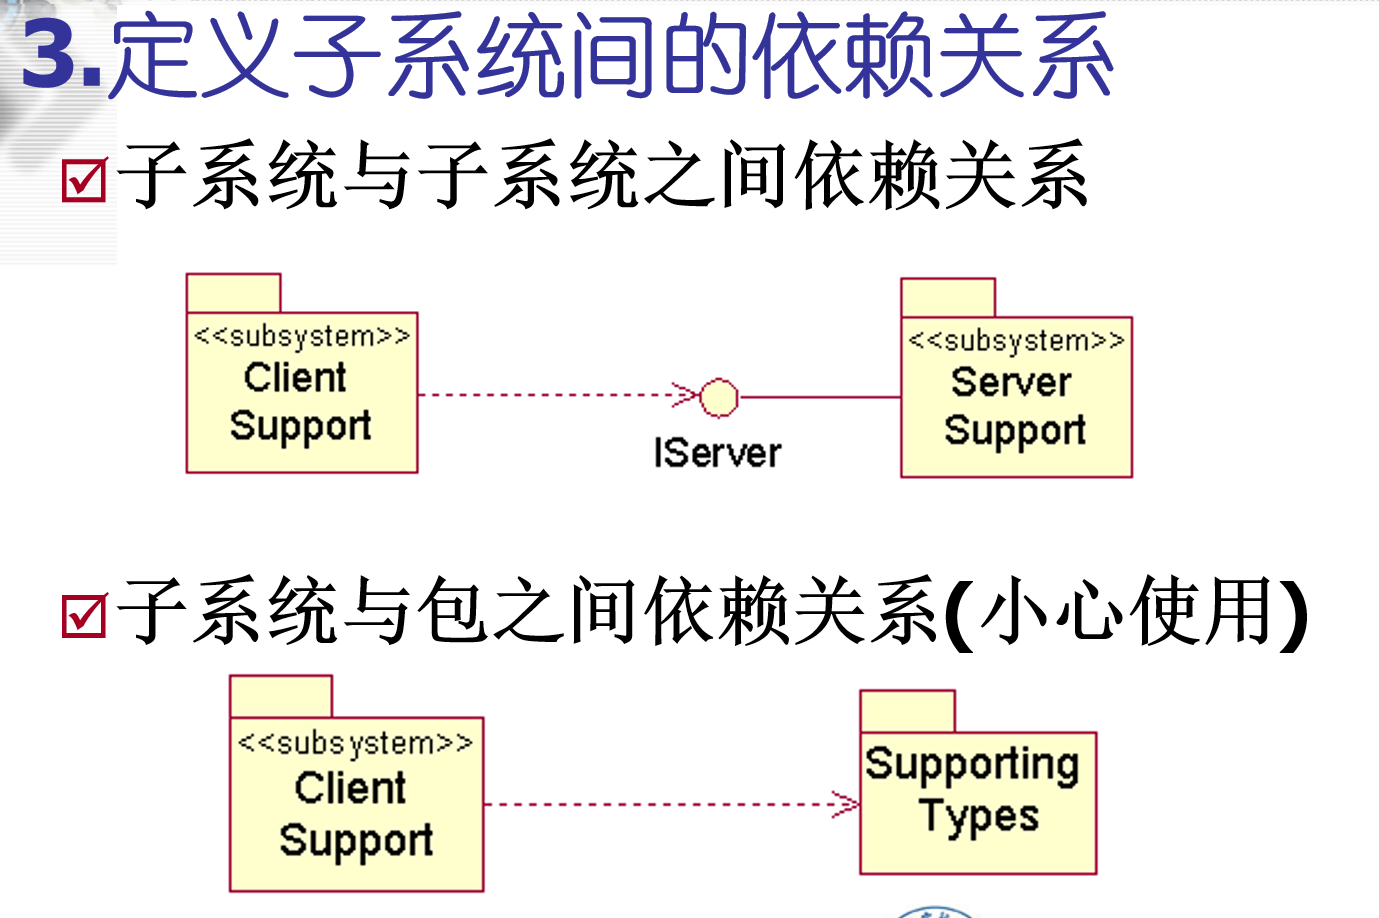 3.定义子系统间的依赖关系
子系统与子系统之间依赖关系
<<subsystem>>
Client
Support
IServer
<<subsystem>>
Server
Support
子系统与包之间依赖关系(小心使用)
<<subsystem>>
Client
Support
Supporting
Types